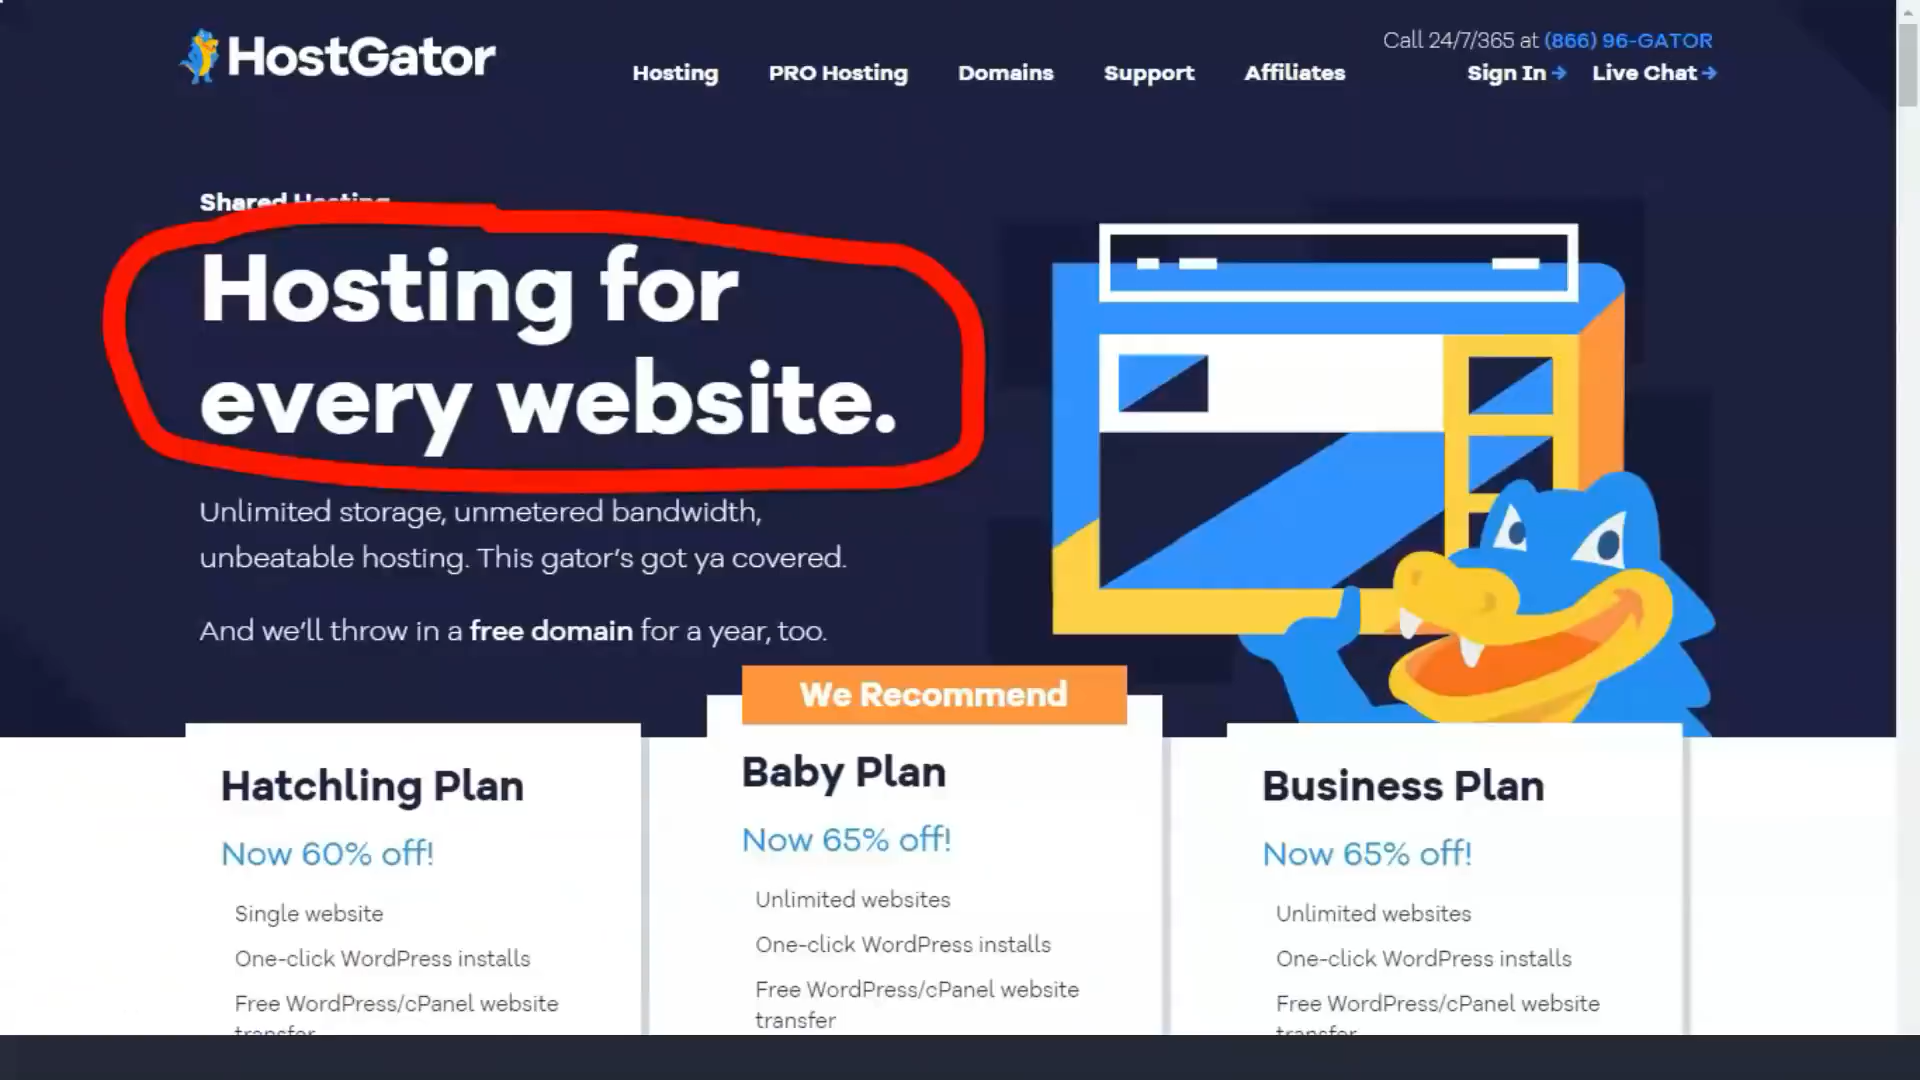 HostGator
Call 24/7/365 at (866) 96-GATOR
Hosting PRO Hosting Domains Support Affiliates Sign In Live Chat
Shared Hosting
Hosting for
every website.
Unlimited storage, unmetered bandwidth,
unbeatable hosting. This gator's got ya covered.
And we'll throw in a free domain for a year, too.
We Recommend
Hatchling Plan
Now 60% off!
Single website
One-click WordPress installs
Free WordPress/cPanel website
transfer
Baby Plan
Now 65% off!
Unlimited websites
One-click WordPress installs
Free WordPress/cPanel website
transfer
Business Plan
Now 65% off!
Unlimited websites
One-click WordPress installs
Free WordPress/cPanel website
transfer